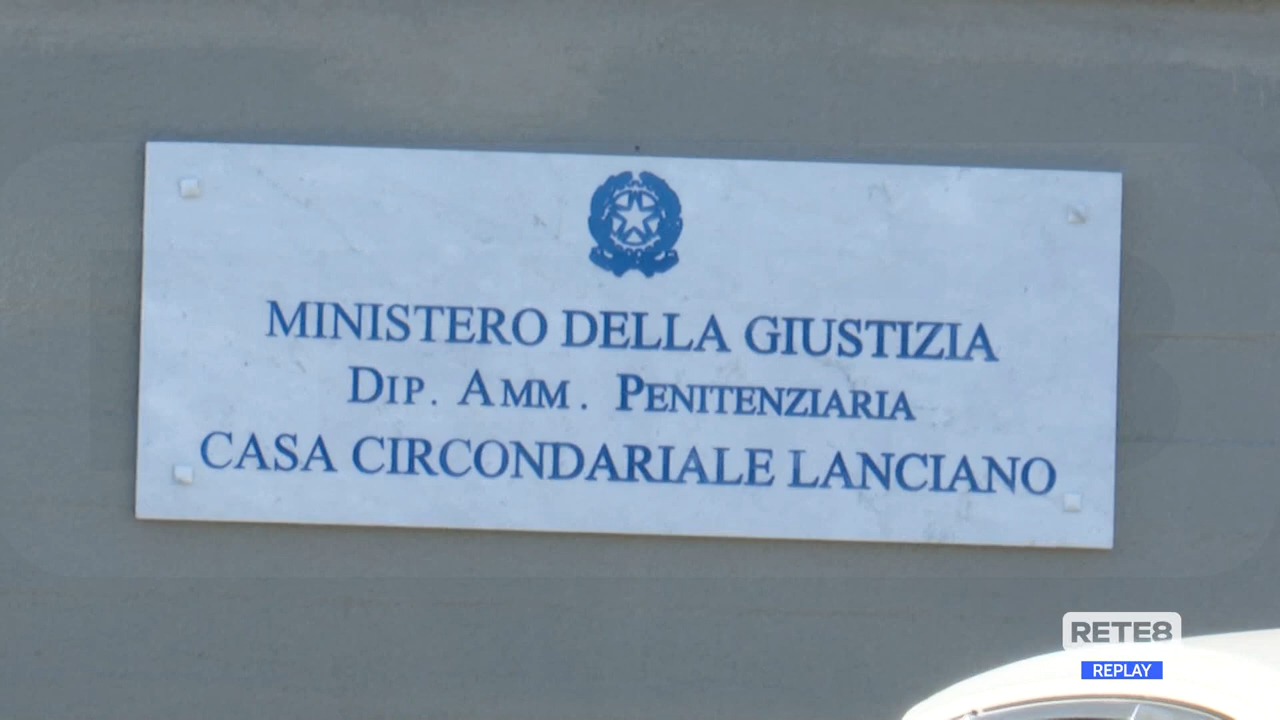 MINISTERO DELLA GIUSTIZIA
DIP. AMM. PENITENZIARIA
CASA CIRCONDARIALE LANCIANO
RETE8
REPLAY